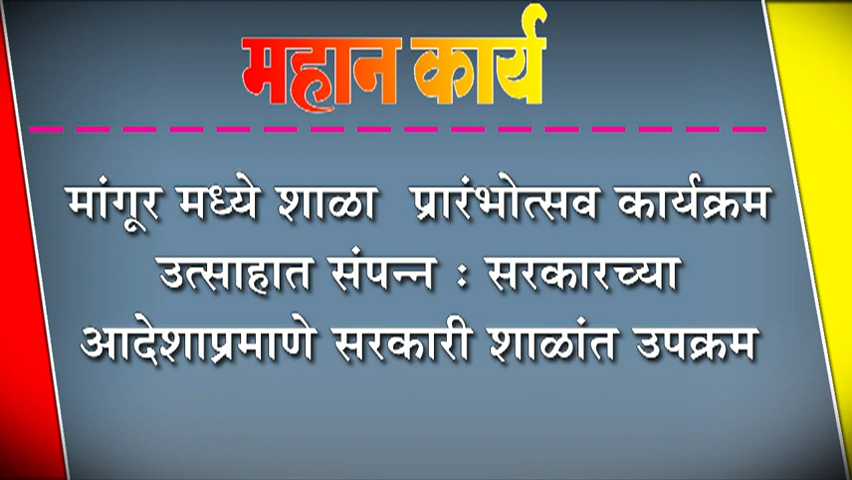 महान कार्य
मांगूर मध्ये शाळा प्रारंभोत्सव कार्यक्रम
उत्साहात संपन्न : सरकारच्या
आदेशाप्रमाणे सरकारी शाळांत उपक्रम